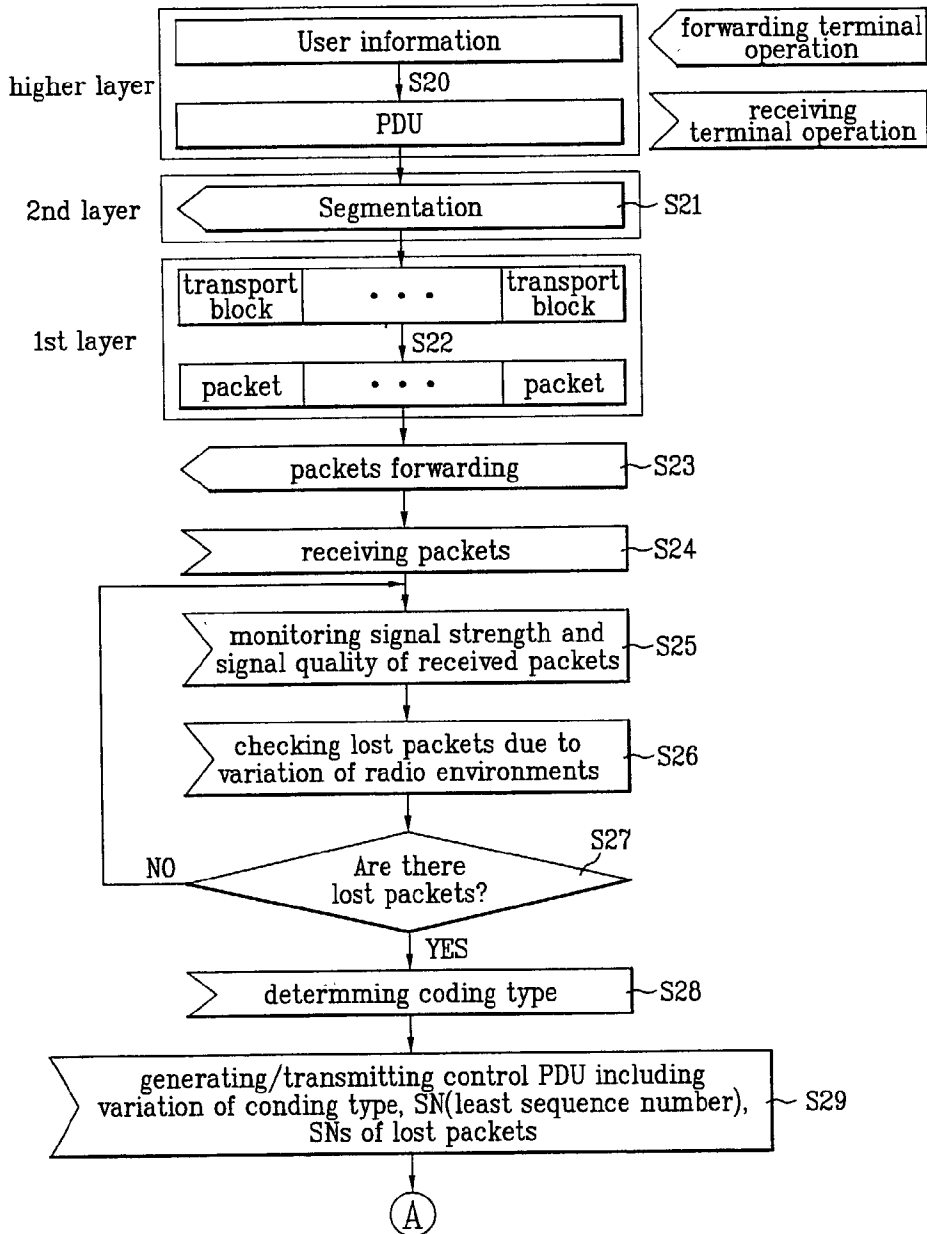 User information
forwarding terminal
operation
higher layer
S20
PDU
receiving
terminal operation
2nd layer
Segmentation
S21
transport
block
• • •
transport
block
1st layer
S22
packet
• • •
packet
packets forwarding
S23
receiving packets
S24
monitoring signal strength and
signal quality of received packets
S25
checking lost packets due to
variation of radio environments
S26
S27
NO
Are there
lost packets?
YES
determming coding type
S28
generating/transmitting control PDU including
variation of conding type, SN(least sequence number),
SNs of lost packets
S29
A